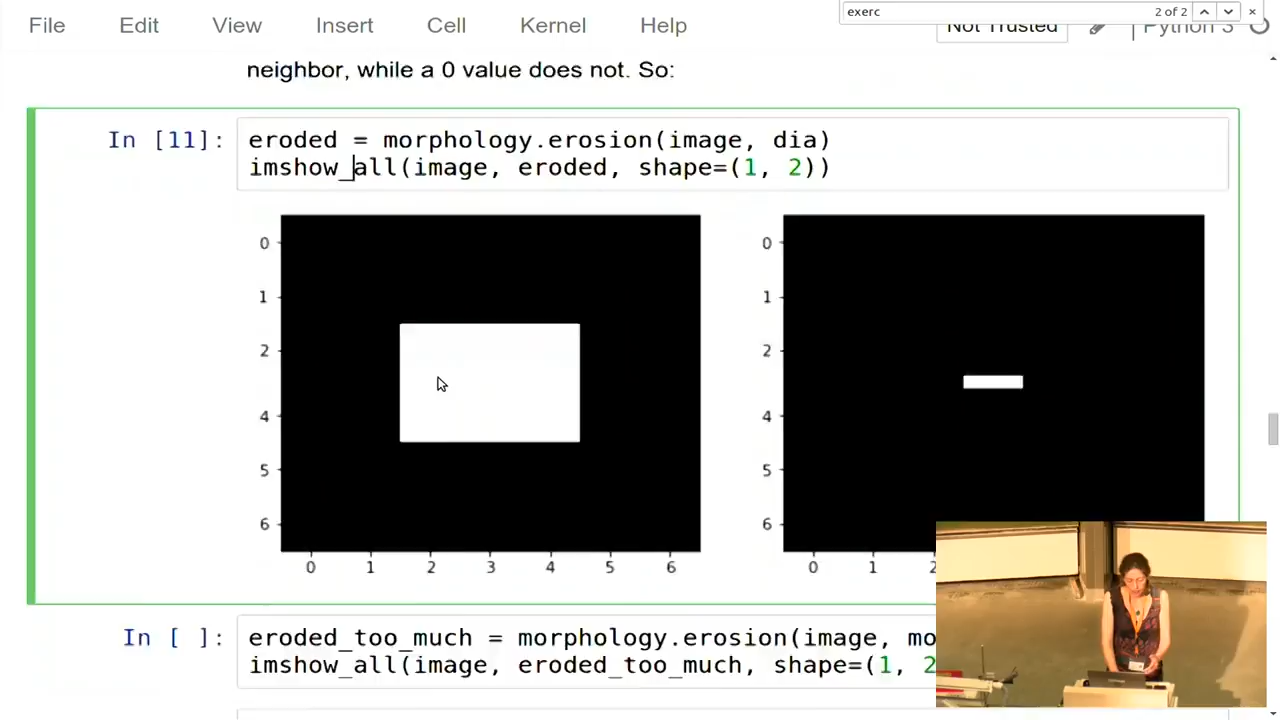 exerc 2 of 2
File Edit View Insert Cell Kernel Help Not Trusted Python 3
neighbor, while a 0 value does not. So:
In [11]: eroded = morphology.erosion(image, dia)
imshow_all(image, eroded, shape=(1, 2))
0 0
1 1
2 2
4 4
5 5
6 6
0 1 2 3 4 5 6 0 1 2
In [ ]: eroded_too_much = morphology.erosion(image, mo
imshow_all(image, eroded_too_much, shape=(1, 2